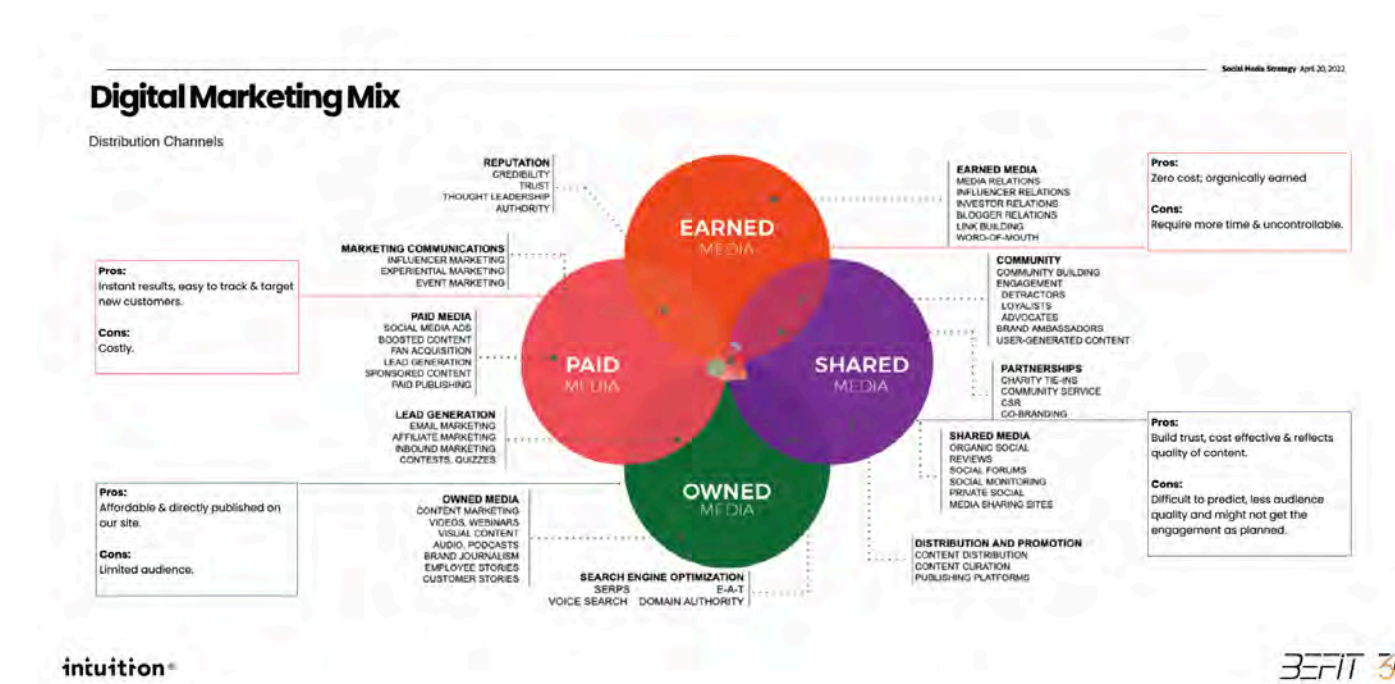 Social Media Strategy April 20, 2022
Digital Marketing Mix
Distribution Channels
REPUTATION
CREDIBILITY
TRUST
THOUGHT LEADERSHIP
AUTHORITY
MARKETING COMMUNICATIONS
INFLUENCER MARKETING
EXPERIENTIAL MARKETING
EVENT MARKETING
Pros:
Instant results, easy to track & target
new customers.
Cons:
Costly.
PAID MEDIA
SOCIAL MEDIA ADS
BOOSTED CONTENT
FAN ACQUISITION
LEAD GENERATION
SPONSORED CONTENT
PAID PUBLISHING
LEAD GENERATION
EMAIL MARKETING
AFFILIATE MARKETING
INBOUND MARKETING
CONTESTS, QUIZZES
Pros:
Affordable & directly published on
our site.
Cons:
Limited audience.
OWNED MEDIA
CONTENT MARKETING
VIDEOS, WEBINARS
VISUAL CONTENT
AUDIO, PODCASTS
BRAND JOURNALISM
EMPLOYEE STORIES
CUSTOMER STORIES
SEARCH ENGINE OPTIMIZATION
SERPS E-A-T
VOICE SEARCH DOMAIN AUTHORITY
EARNED
MEDIA
PAID
MEDIA
SHARED
MEDIA
OWNED
MEDIA
EARNED MEDIA
MEDIA RELATIONS
INFLUENCER RELATIONS
INVESTOR RELATIONS
BLOGGER RELATIONS
LINK BUILDING
WORD-OF-MOUTH
Pros:
Zero cost; organically earned
Cons:
Require more time & uncontrollable.
COMMUNITY
COMMUNITY BUILDING
ENGAGEMENT
DETRACTORS
LOYALISTS
ADVOCATES
BRAND AMBASSADORS
USER-GENERATED CONTENT
PARTNERSHIPS
CHARITY TIE-INS
COMMUNITY SERVICE
CSR
CO-BRANDING
SHARED MEDIA
ORGANIC SOCIAL
REVIEWS
SOCIAL FORUMS
SOCIAL MONITORING
PRIVATE SOCIAL
MEDIA SHARING SITES
Pros:
Build trust, cost effective & reflects
quality of content.
Cons:
Difficult to predict, less audience
quality and might not get the
engagement as planned.
DISTRIBUTION AND PROMOTION
CONTENT DISTRIBUTION
CONTENT CURATION
PUBLISHING PLATFORMS
intuition
BEFIT